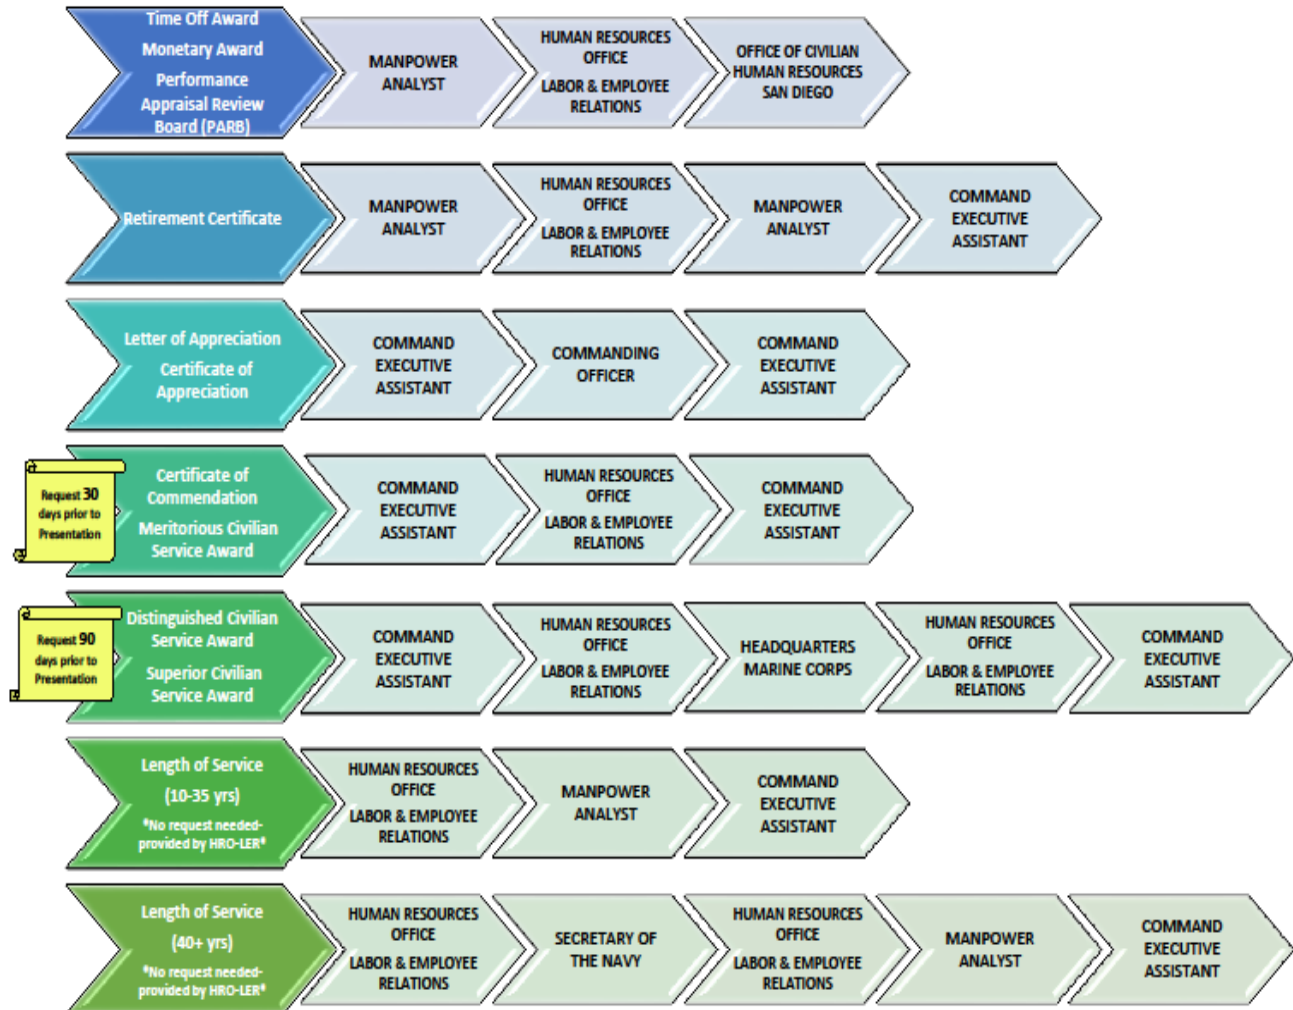 Time Off Award
Monetary Award
Performance
Appraisal Review
Board (PARB)
MANPOWER
ANALYST
HUMAN RESOURCES
OFFICE
LABOR & EMPLOYEE
RELATIONS
OFFICE OF CIVILIAN
HUMAN RESOURCES
SAN DIEGO
Retirement Certificate
MANPOWER
ANALYST
HUMAN RESOURCES
OFFICE
LABOR & EMPLOYEE
RELATIONS
MANPOWER
ANALYST
COMMAND
EXECUTIVE
ASSISTANT
Letter of Appreciation
Certificate of
Appreciation
COMMAND
EXECUTIVE
ASSISTANT
COMMANDING
OFFICER
COMMAND
EXECUTIVE
ASSISTANT
Request 30
days prior to
Presentation
Certificate of
Commendation
Meritorious Civilian
Service Award
COMMAND
EXECUTIVE
ASSISTANT
HUMAN RESOURCES
OFFICE
LABOR & EMPLOYEE
RELATIONS
COMMAND
EXECUTIVE
ASSISTANT
Request 90
days prior to
Presentation
Distinguished Civilian
Service Award
Superior Civilian
Service Award
COMMAND
EXECUTIVE
ASSISTANT
HUMAN RESOURCES
OFFICE
LABOR & EMPLOYEE
RELATIONS
HEADQUARTERS
MARINE CORPS
HUMAN RESOURCES
OFFICE
LABOR & EMPLOYEE
RELATIONS
COMMAND
EXECUTIVE
ASSISTANT
Length of Service
(10-35 yrs)
*No request needed-
provided by HRO-LER*
HUMAN RESOURCES
OFFICE
LABOR & EMPLOYEE
RELATIONS
MANPOWER
ANALYST
COMMAND
EXECUTIVE
ASSISTANT
Length of Service
(40+ yrs)
*No request needed-
provided by HRO-LER*
HUMAN RESOURCES
OFFICE
LABOR & EMPLOYEE
RELATIONS
SECRETARY OF
THE NAVY
HUMAN RESOURCES
OFFICE
LABOR & EMPLOYEE
RELATIONS
MANPOWER
ANALYST
COMMAND
EXECUTIVE
ASSISTANT